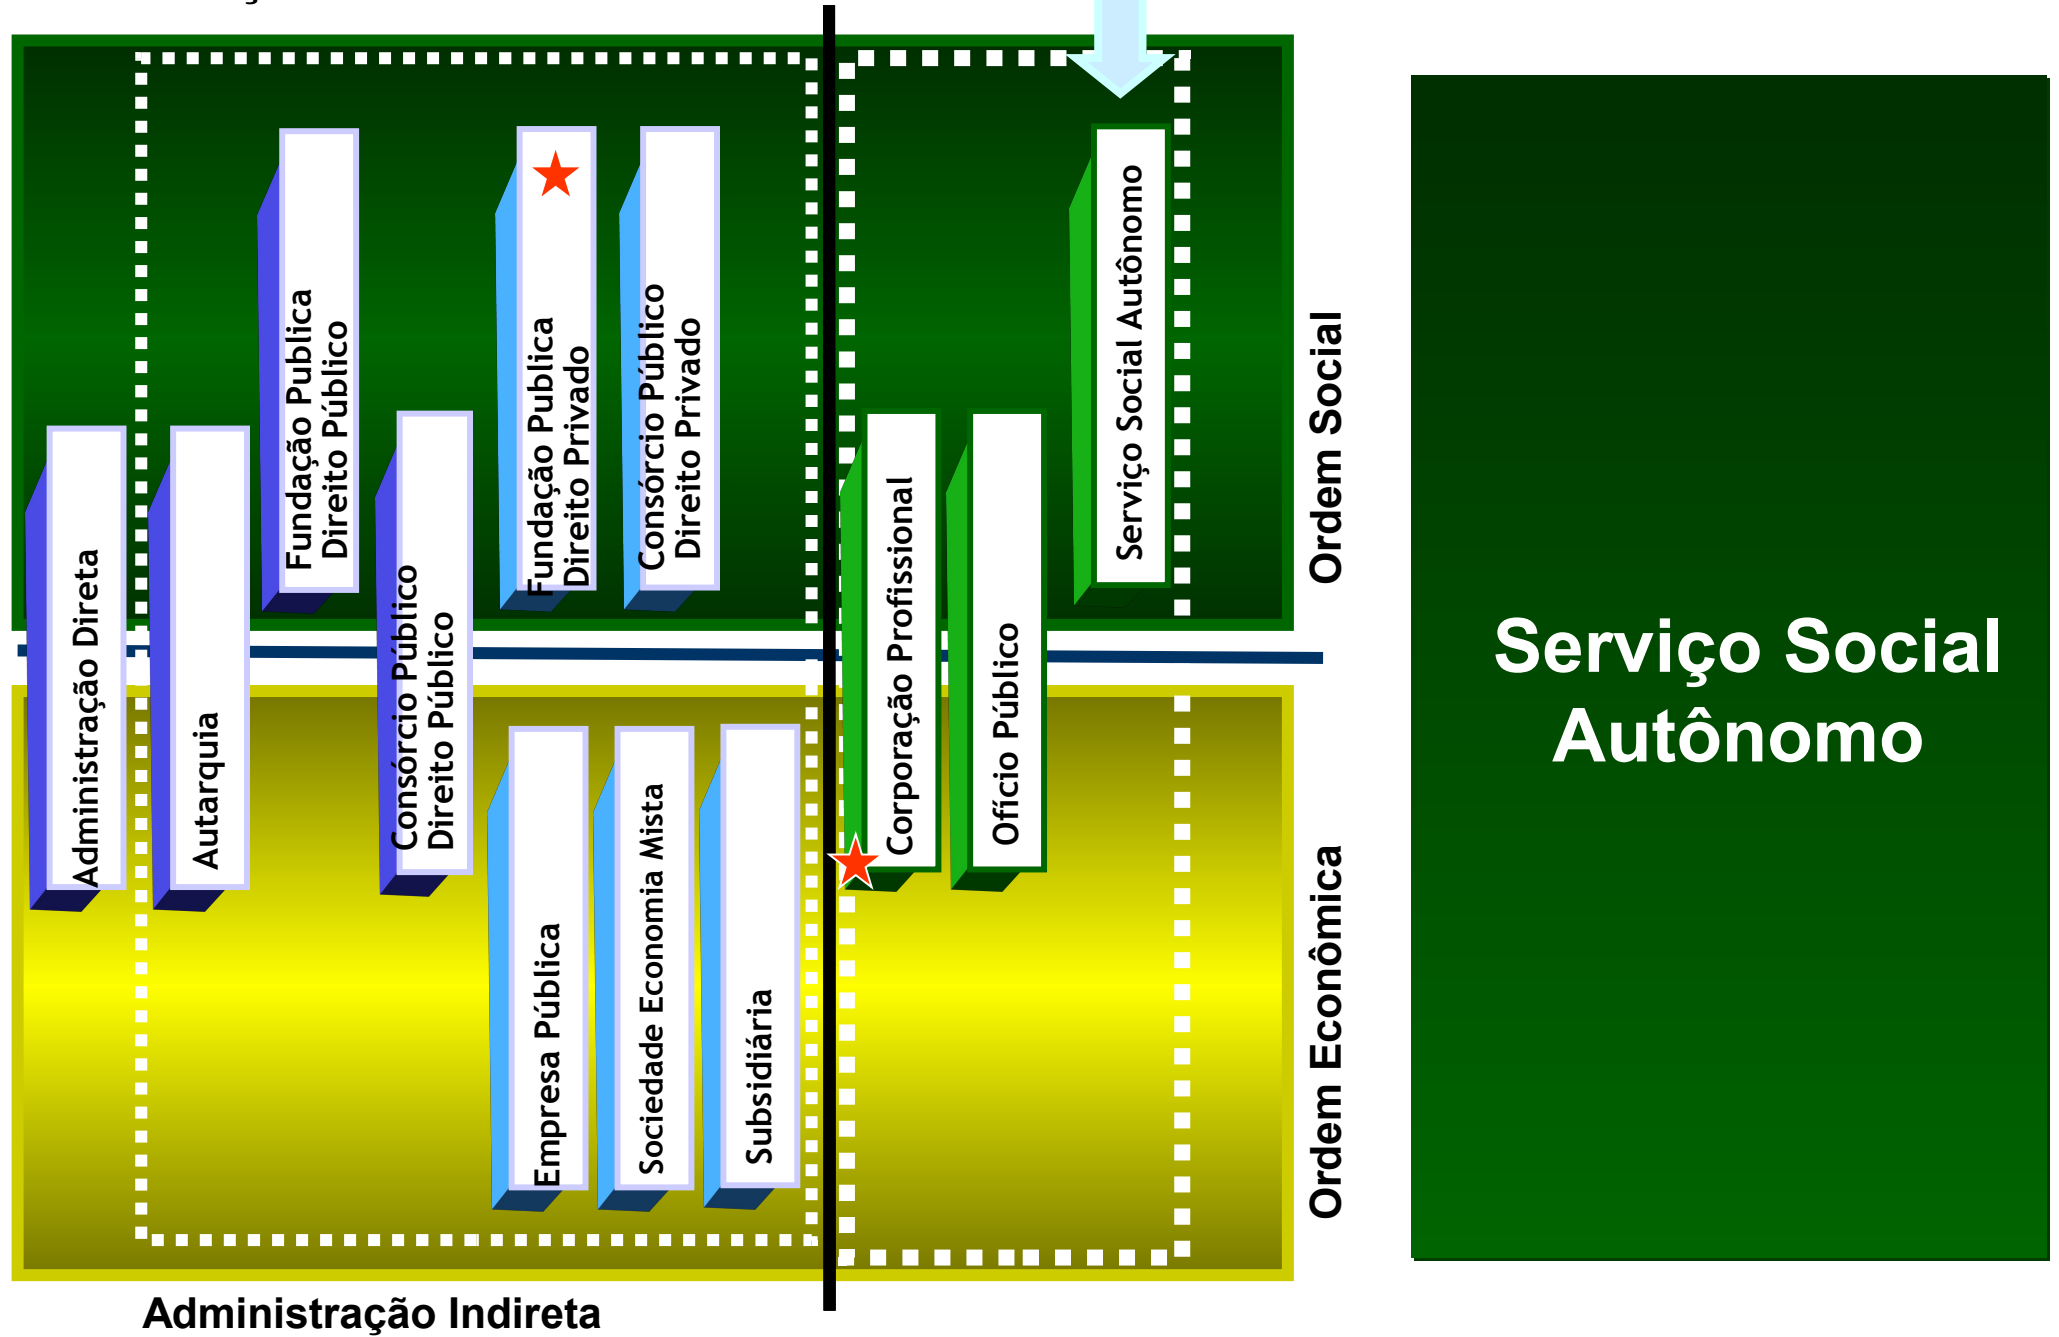 Fundação Publica
Direito Público
Fundação Publica
Direito Privado
Consórcio Público
Direito Privado
Serviço Social Autônomo
Ordem Social
Administração Direta
Autarquia
Consórcio Público
Direito Público
Corporação Profissional
Ofício Público
Serviço Social
Autônomo
Empresa Pública
Sociedade Economia Mista
Subsidiária
Ordem Econômica
Administração Indireta